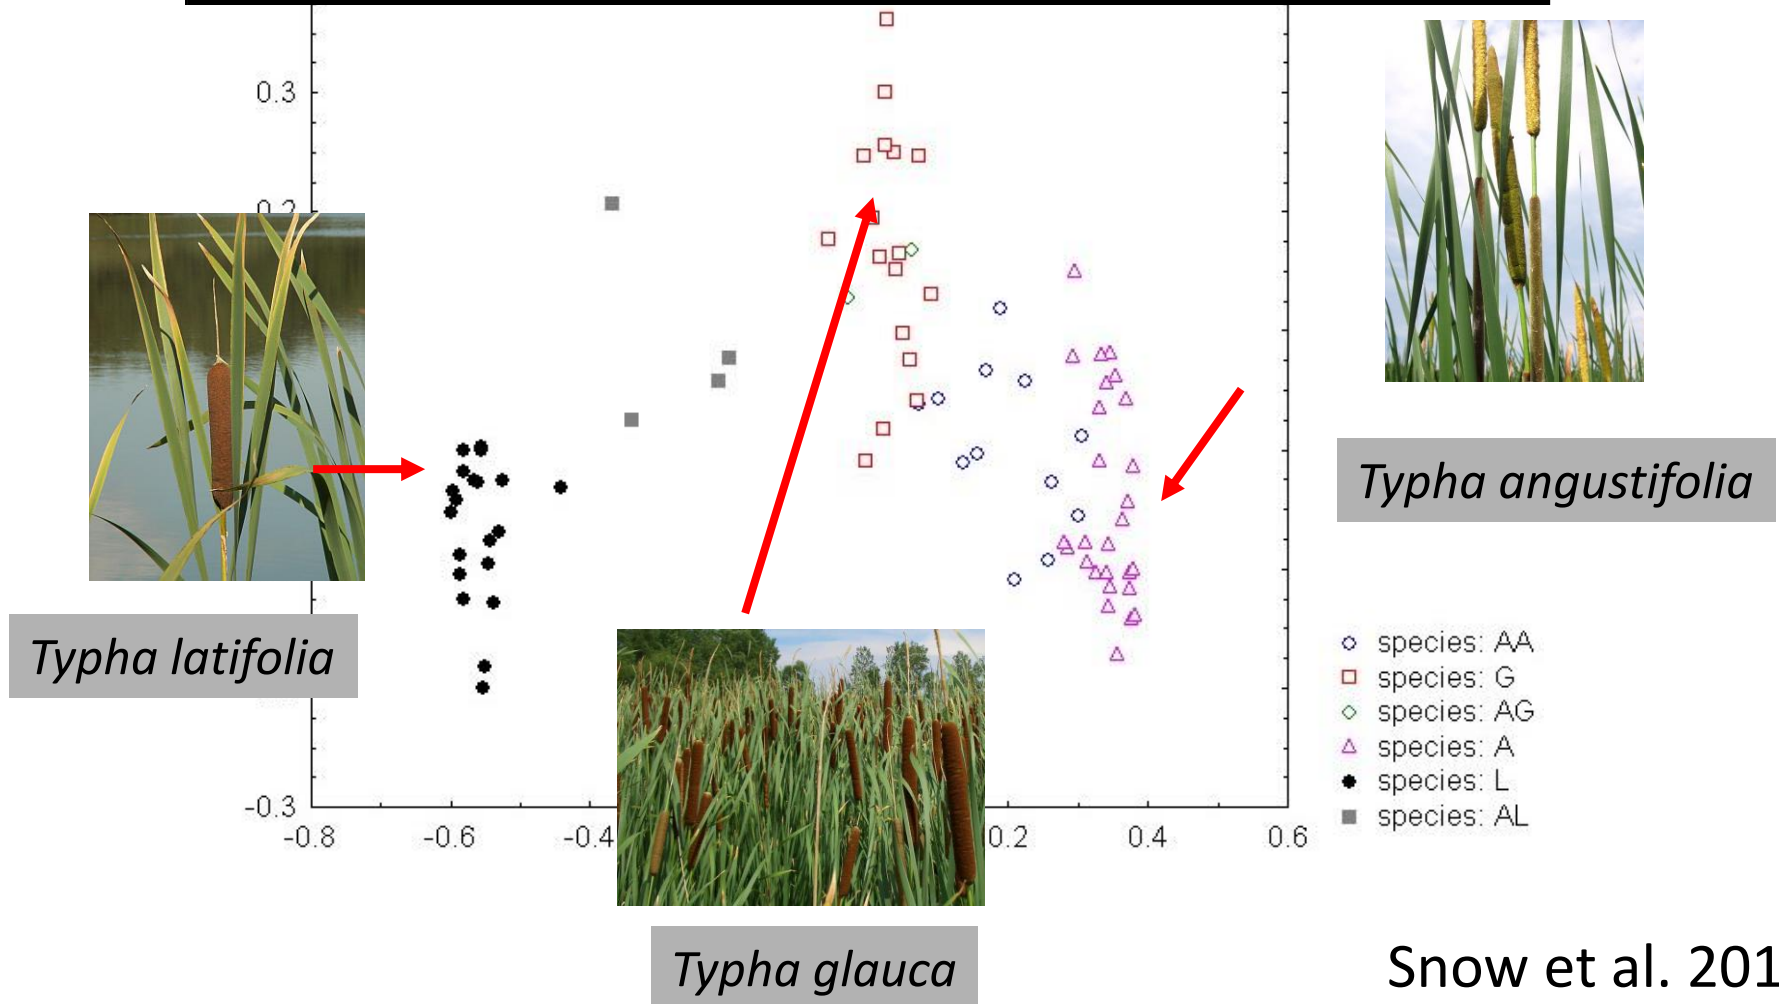 0.3
0.2
-0.3
-0.8
-0.6
-0.4
0.2
0.4
0.6
Typha latifolia
Typha glauca
Typha angustifolia
species: AA
species: G
species: AG
species: A
species: L
species: AL
Snow et al. 201